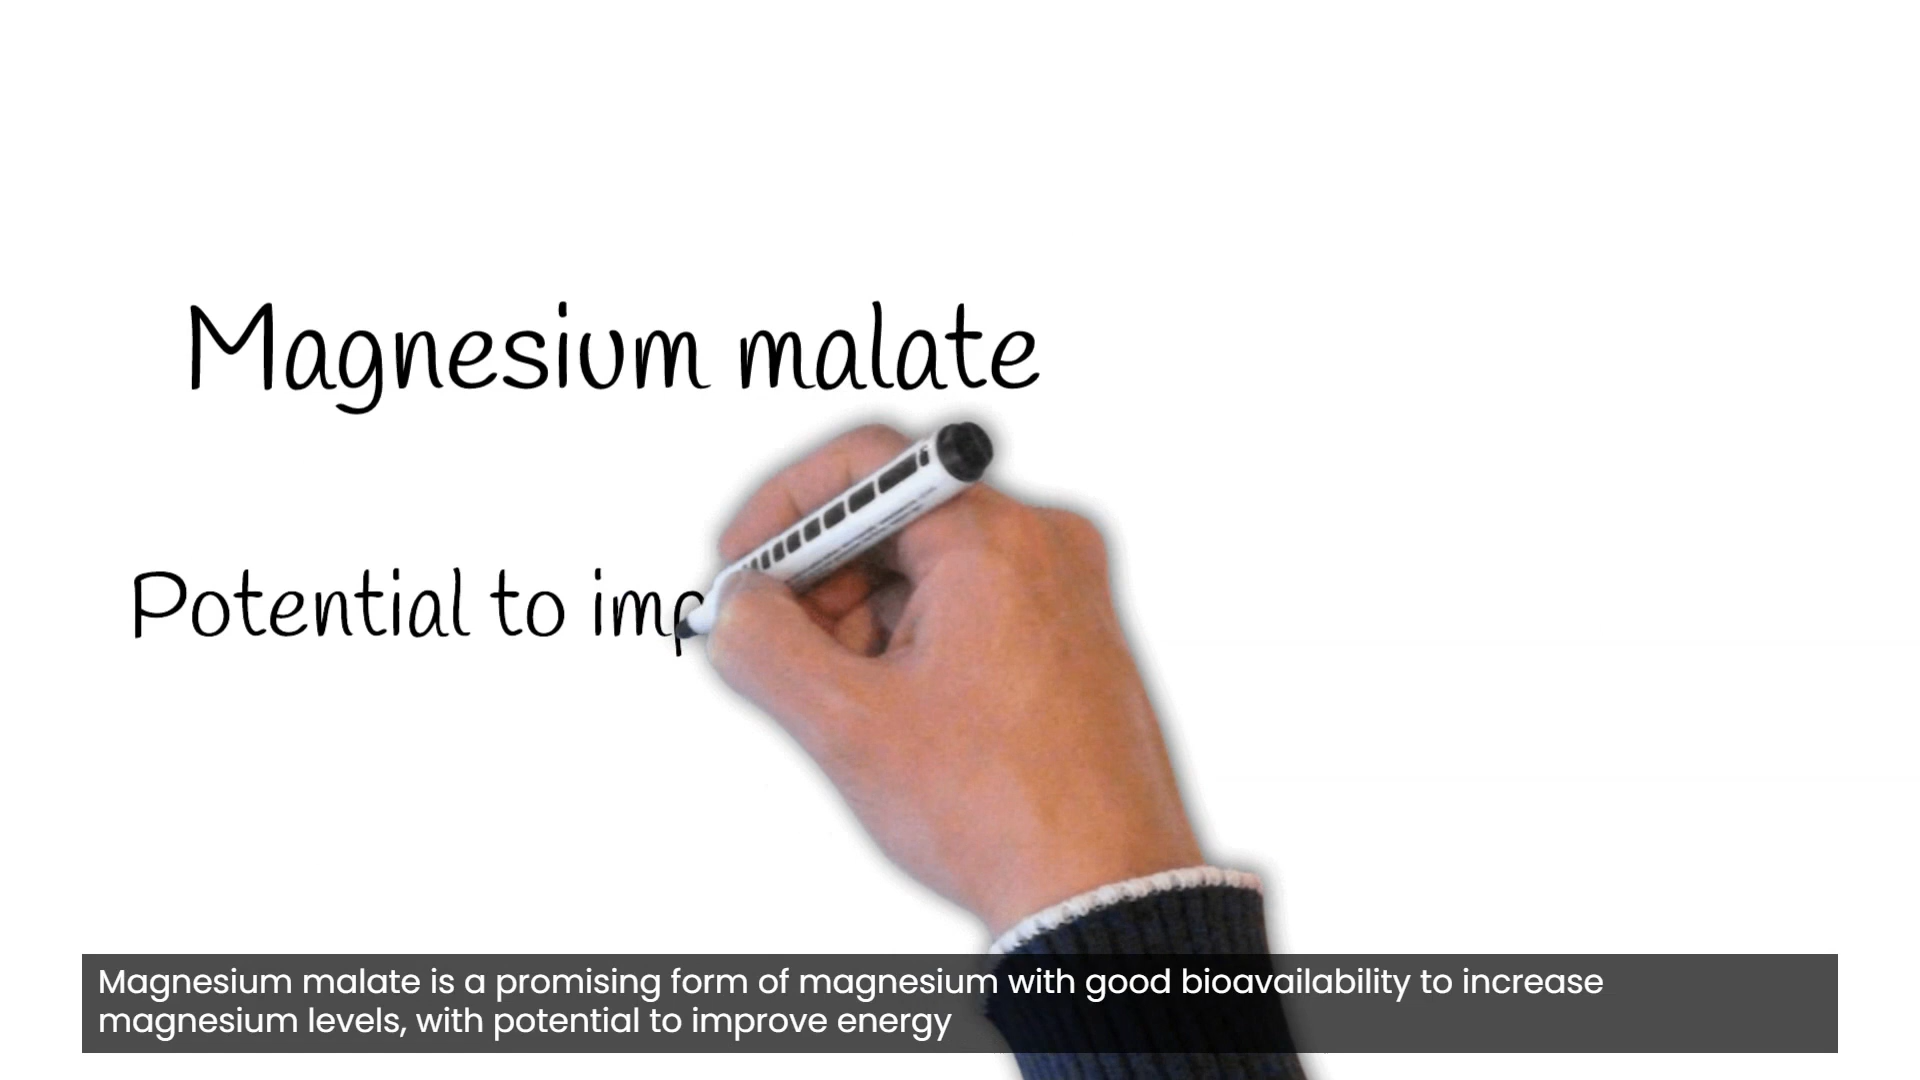 Magnesium malate
Potential to imp
Magnesium malate is a promising form of magnesium with good bioavailability to increase
magnesium levels, with potential to improve energy